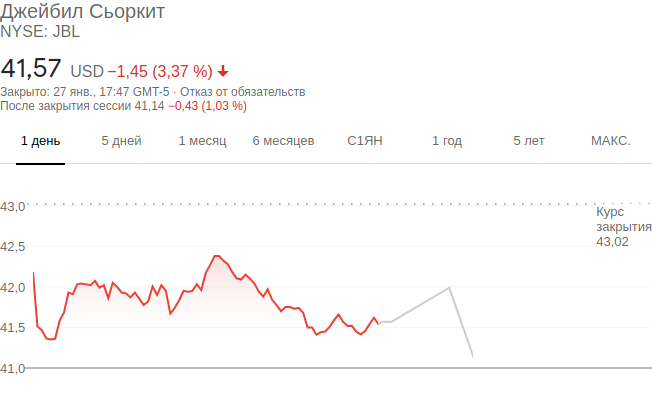 Джейбил Сьоркит
NYSE: JBL
41,57 USD −1,45 (3,37 %)
Закрыто: 27 янв., 17:47 GMT-5 · Отказ от обязательств
После закрытия сессии 41,14 −0,43 (1,03 %)
1 день 5 дней 1 месяц 6 месяцев С1ЯН 1 год 5 лет МАКС.
43,0
Курс
закрытия
43,02
42,5
42,0
41,5
41,0